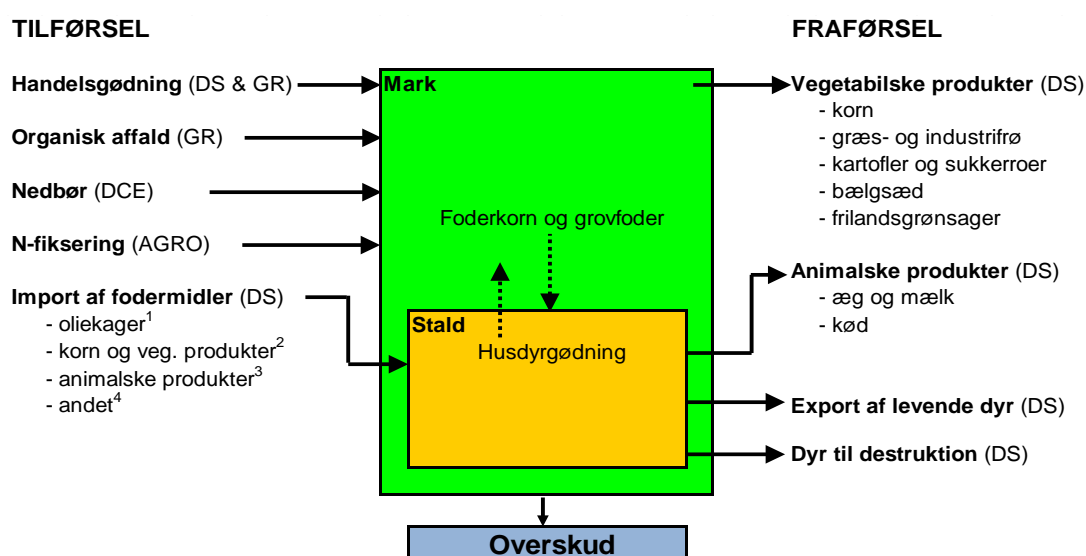 TILFØRSEL
Handelsgødning (DS & GR)
Organisk affald (GR)
Nedbør (DCE)
N-fiksering (AGRO)
Import af fodermidler (DS)
- oliekager¹
- korn og veg. produkter²
- animalske produkter³
- andet⁴
Mark
Foderkorn og grovfoder
Stald
Husdyrgødning
Overskud
FRAFØRSEL
Vegetabilske produkter (DS)
- korn
- græs- og industrifrø
- kartofler og sukkerroer
- bælgsæd
- frilandsgrønsager
Animalske produkter (DS)
- æg og mælk
- kød
Export af levende dyr (DS)
Dyr til destruktion (DS)